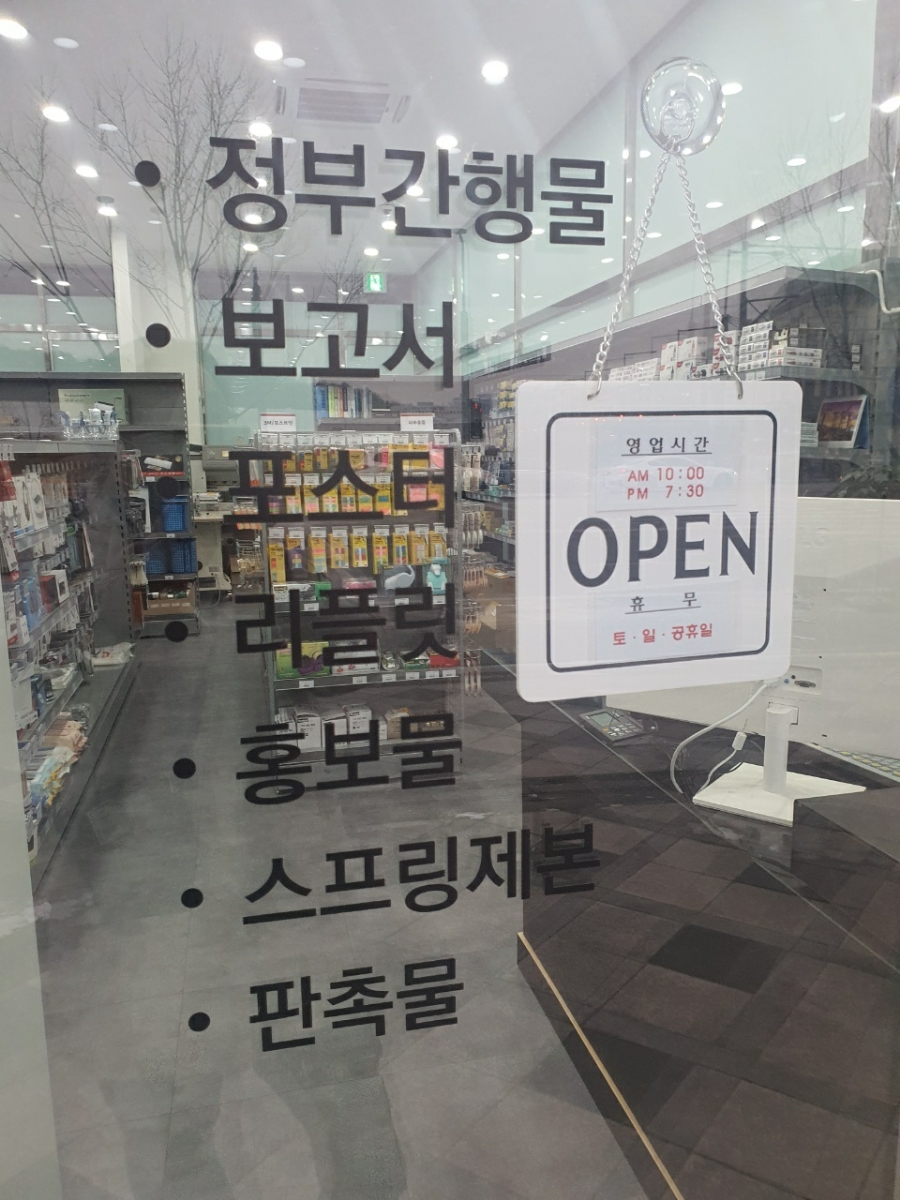 • 정부간행물
• 보고서
• 포스터
• 리플릿
• 홍보물
• 스프링제본
• 판촉물
영업시간
AM 10:00
PM 7:30
OPEN
휴 무
토·일·공휴일